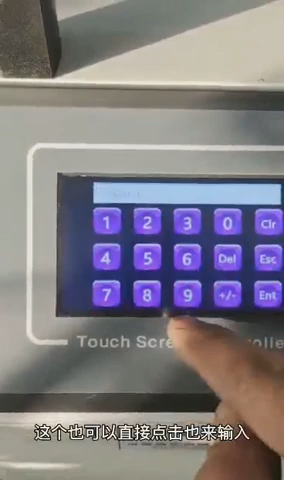 1 2 3 0 Clr
4 5 6 Del Esc
7 8 9 +/- Ent
Touch Scre
这个也可以直接点击也来输入